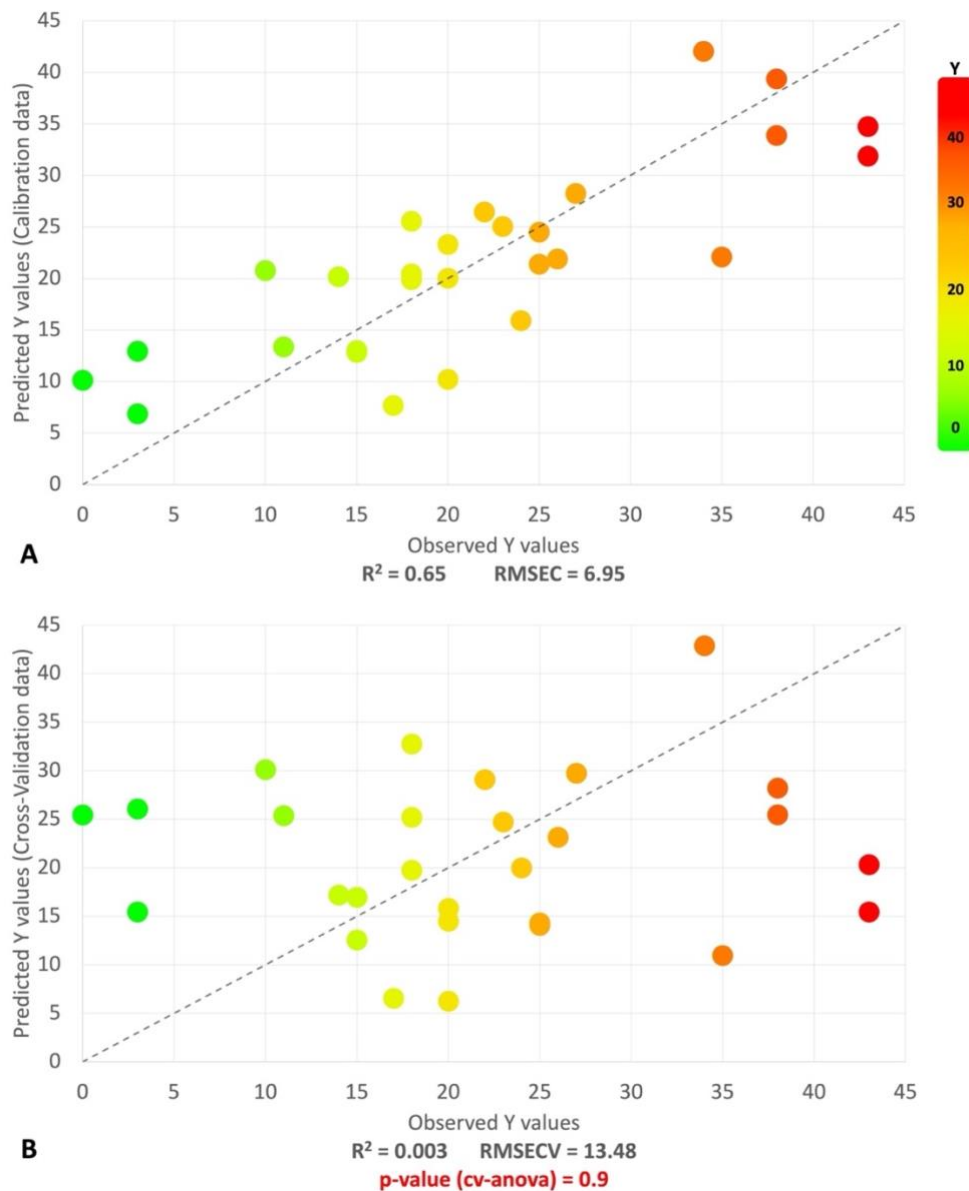 45
40
35
30
25
20
15
10
5
0
Predicted Y values (Calibration data)
0 5 10 15 20 25 30 35 40 45
Observed Y values
A
R² = 0.65 RMSEC = 6.95
Y
40
30
20
10
0
45
40
35
30
25
20
15
10
5
0
Predicted Y values (Cross-Validation data)
0 5 10 15 20 25 30 35 40 45
Observed Y values
B
R² = 0.003 RMSECV = 13.48
p-value (cv-anova) = 0.9